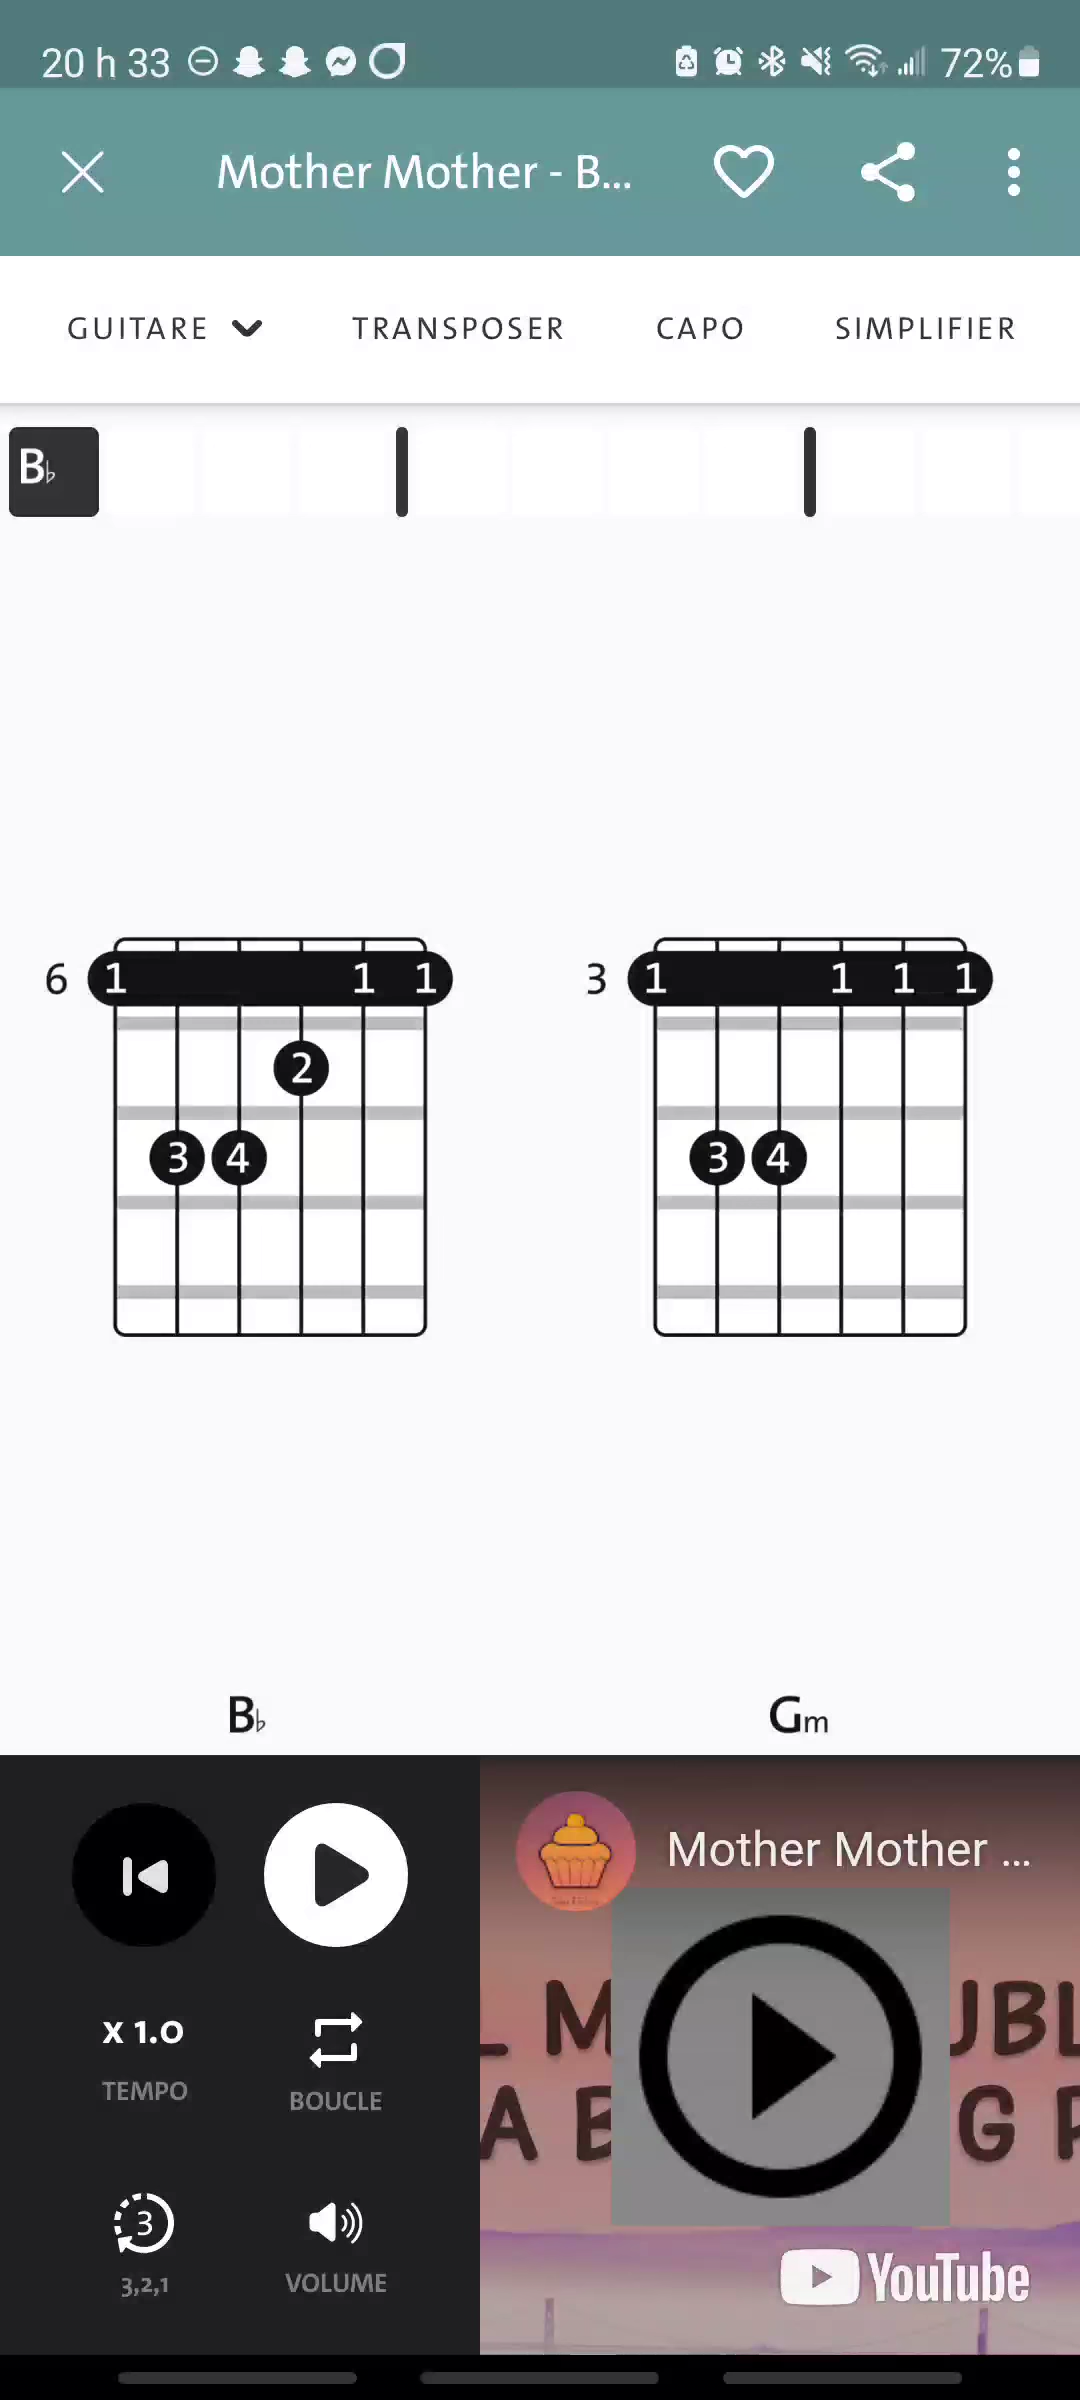 20 h 33 72%
Mother Mother - B...
GUITARE TRANSPOSER CAPO SIMPLIFIER
B♭
6 1 1 1
2
3 4
3 1 1 1 1
3 4
B♭ Gm
Mother Mother ...
x 1.0
TEMPO
BOUCLE
3
3,2,1
VOLUME
YouTube